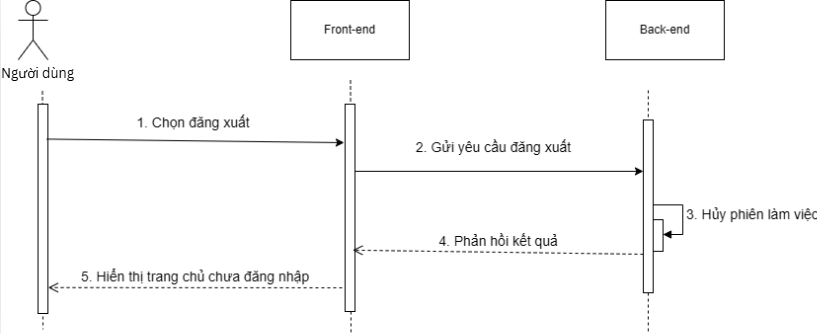 Front-end
Back-end
Người dùng
1. Chọn đăng xuất
2. Gửi yêu cầu đăng xuất
3. Hủy phiên làm việc
4. Phản hồi kết quả
5. Hiển thị trang chủ chưa đăng nhập